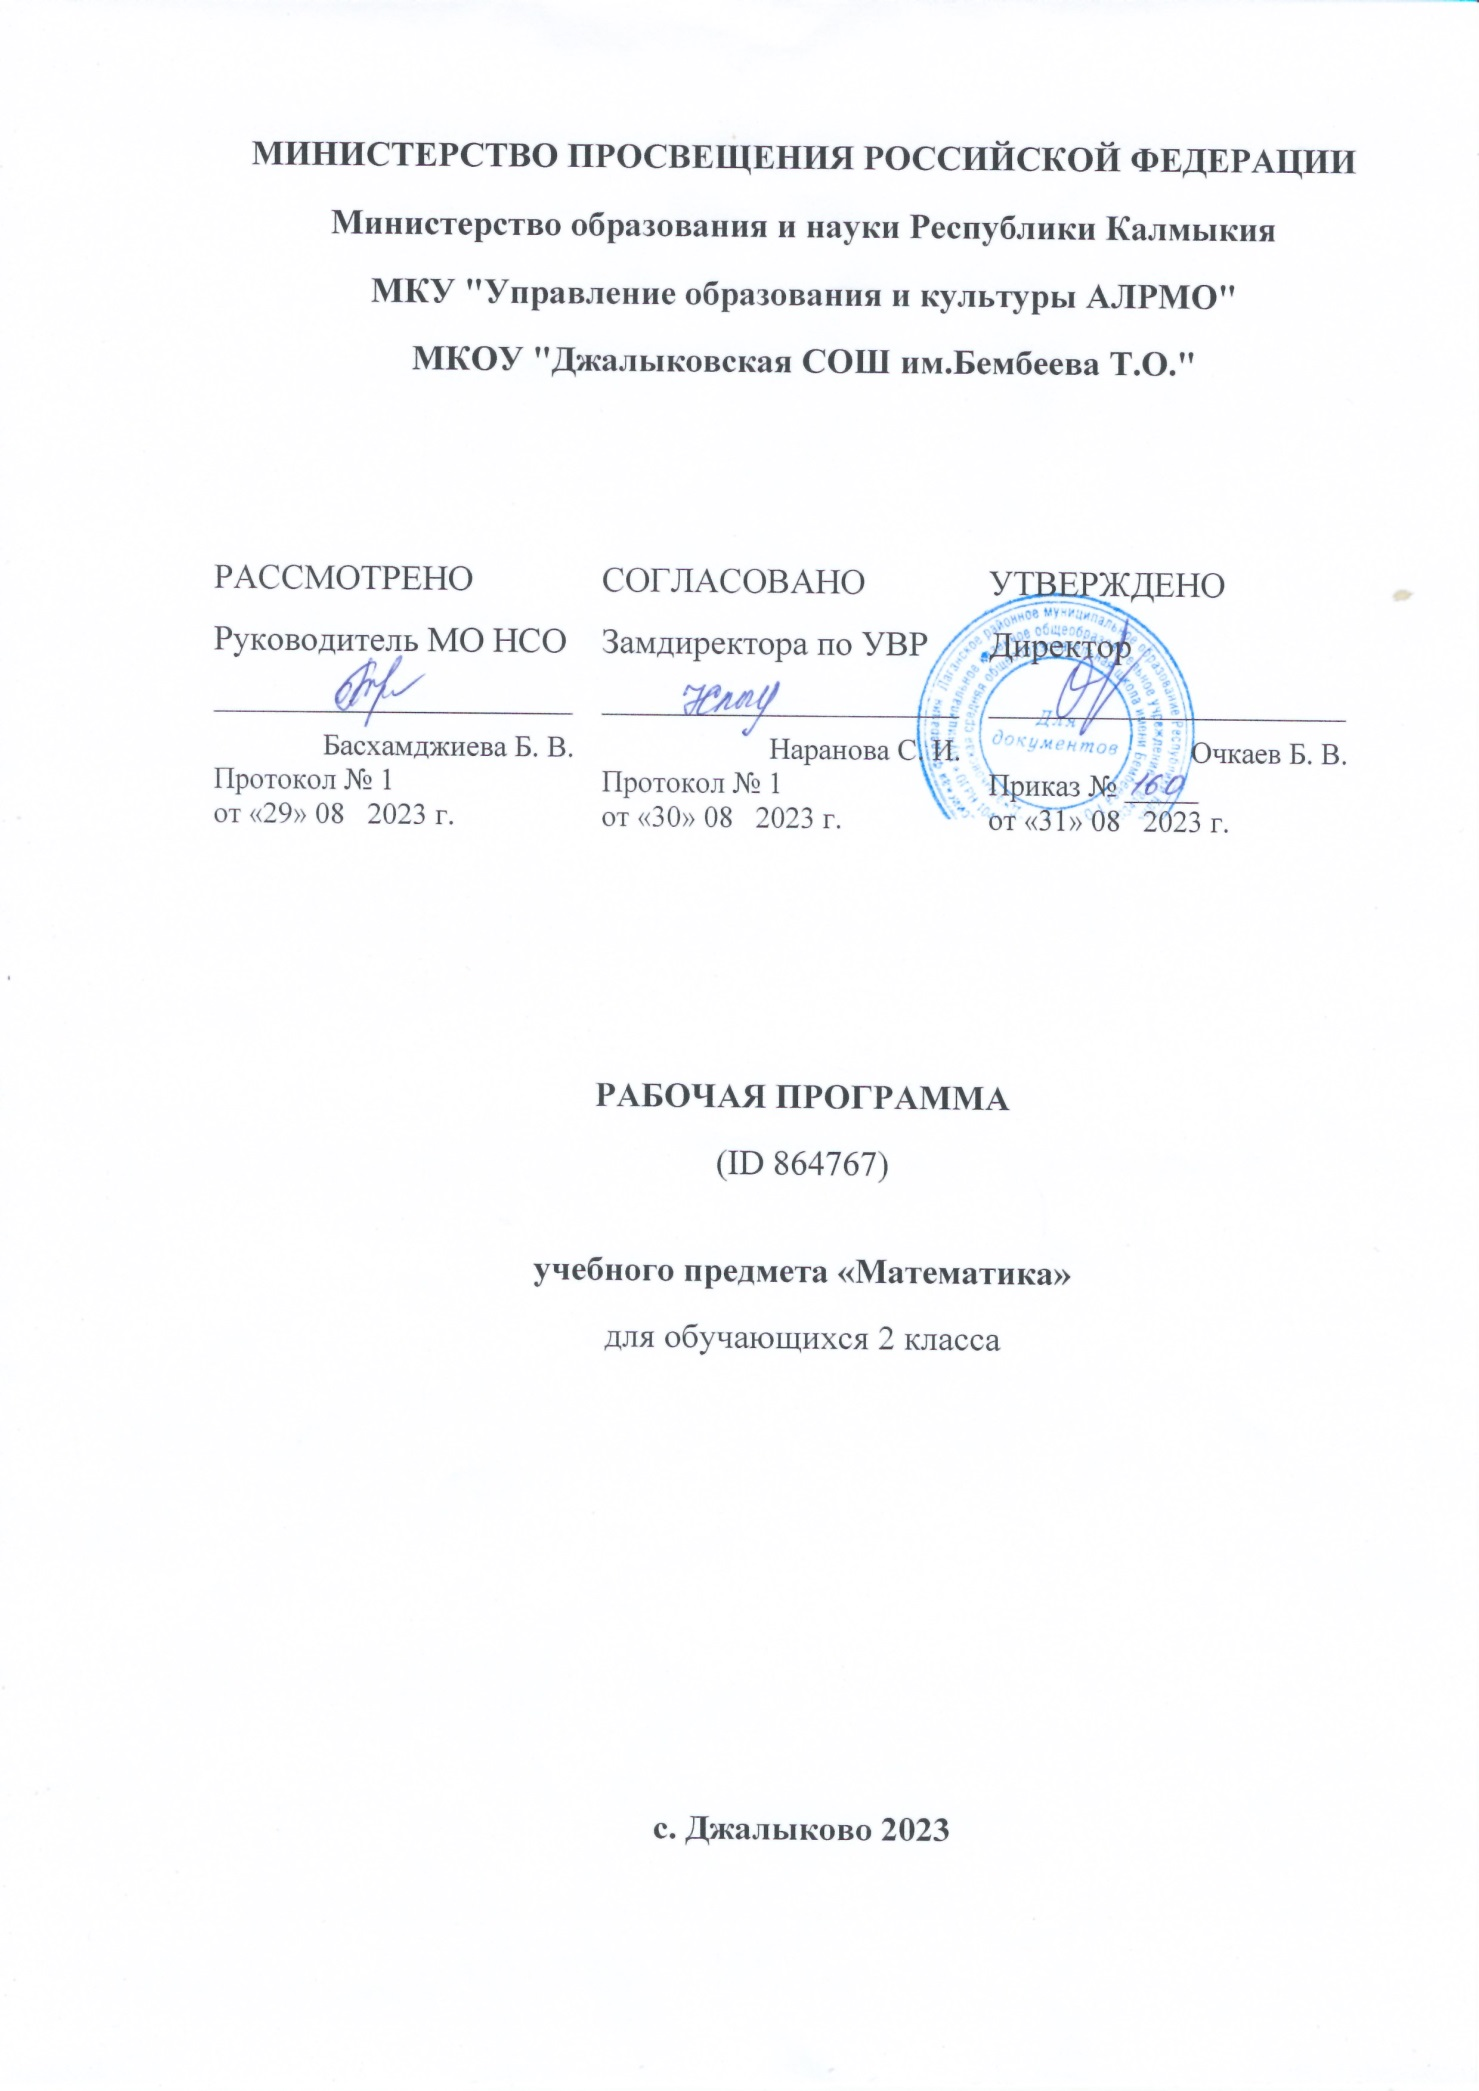 МИНИСТЕРСТВО ПРОСВЕЩЕНИЯ РОССИЙСКОЙ ФЕДЕРАЦИИ
Министерство образования и науки Республики Калмыкия
МКУ "Управление образования и культуры АЛРМО"
МКОУ "Джалыковская СОШ им.Бембеева Т.О."
РАССМОТРЕНО
Руководитель МО НСО
Басхамджиева Б. В.
Протокол № 1
от «29» 08 2023 г.
СОГЛАСОВАНО
Замдиректора по УВР
Наранова С. И.
Протокол № 1
от «30» 08 2023 г.
УТВЕРЖДЕНО
Директор
Очкаев Б. В.
Приказ № 160
от «31» 08 2023 г.
Для
документов
РАБОЧАЯ ПРОГРАММА
(ID 864767)
учебного предмета «Математика»
для обучающихся 2 класса
с. Джалыково 2023